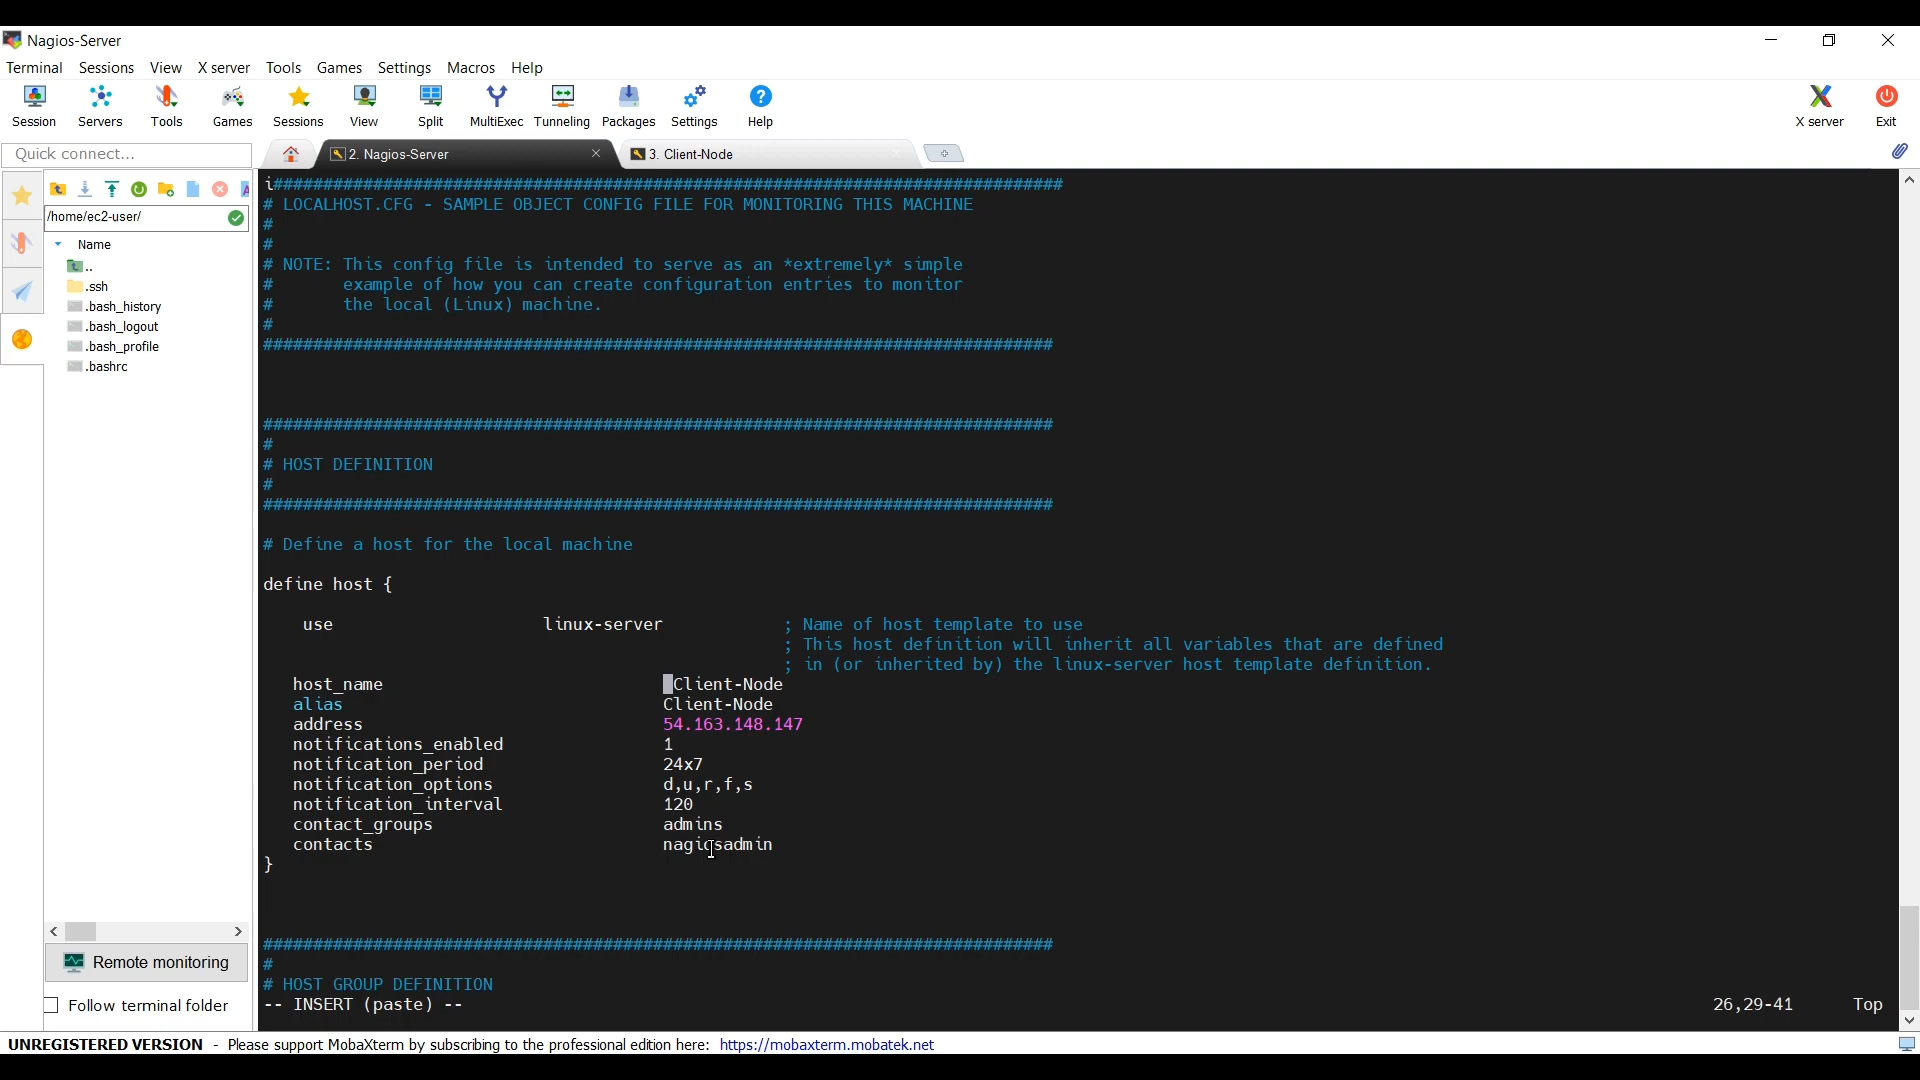 Nagios-Server
Terminal Sessions View X server Tools Games Settings Macros Help
Session Servers Tools Games Sessions View Split MultiExec Tunneling Packages Settings Help X server Exit
Quick connect...
2. Nagios-Server
3. Client-Node
/home/ec2-user/
Name
..
.ssh
.bash_history
.bash_logout
.bash_profile
.bashrc
Remote monitoring
Follow terminal folder
i###############################################################################
# LOCALHOST.CFG - SAMPLE OBJECT CONFIG FILE FOR MONITORING THIS MACHINE
#
#
# NOTE: This config file is intended to serve as an *extremely* simple
#       example of how you can create configuration entries to monitor
#       the local (Linux) machine.
#
###############################################################################
###############################################################################
#
# HOST DEFINITION
#
###############################################################################
# Define a host for the local machine
define host {
    use                     linux-server            ; Name of host template to use
                                                    ; This host definition will inherit all variables that are defined
                                                    ; in (or inherited by) the linux-server host template definition.
   host_name                            Client-Node
   alias                                Client-Node
   address                              54.163.148.147
   notifications_enabled                1
   notification_period                  24x7
   notification_options                 d,u,r,f,s
   notification_interval                120
   contact_groups                       admins
   contacts                             nagiosadmin
}
###############################################################################
#
# HOST GROUP DEFINITION
-- INSERT (paste) --                    26,29-41      Top
UNREGISTERED VERSION - Please support MobaXterm by subscribing to the professional edition here: https://mobaxterm.mobatek.net